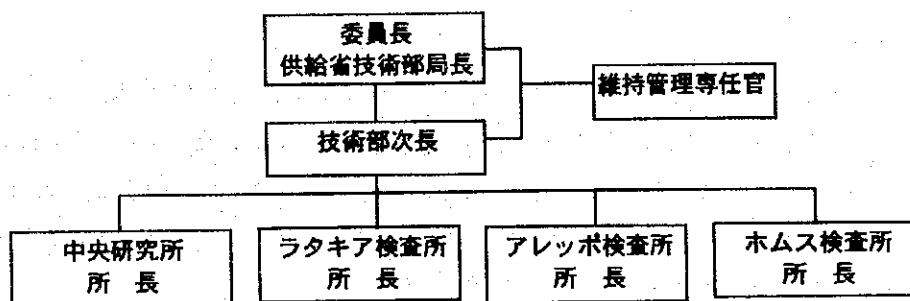 委員長
供給省技術部局長
維持管理専任官
技術部次長
中央研究所
所　長
ラタキア検査所
所　長
アレッポ検査所
所　長
ホムス検査所
所　長